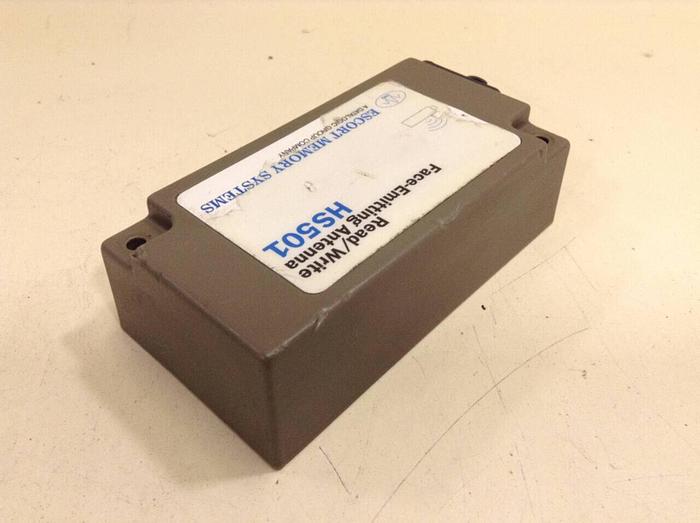 ESCORT MEMORY SYSTEMS
A DATALOGIC GROUP COMPANY
HS501
Read/Write
Face-Emitting Antenna